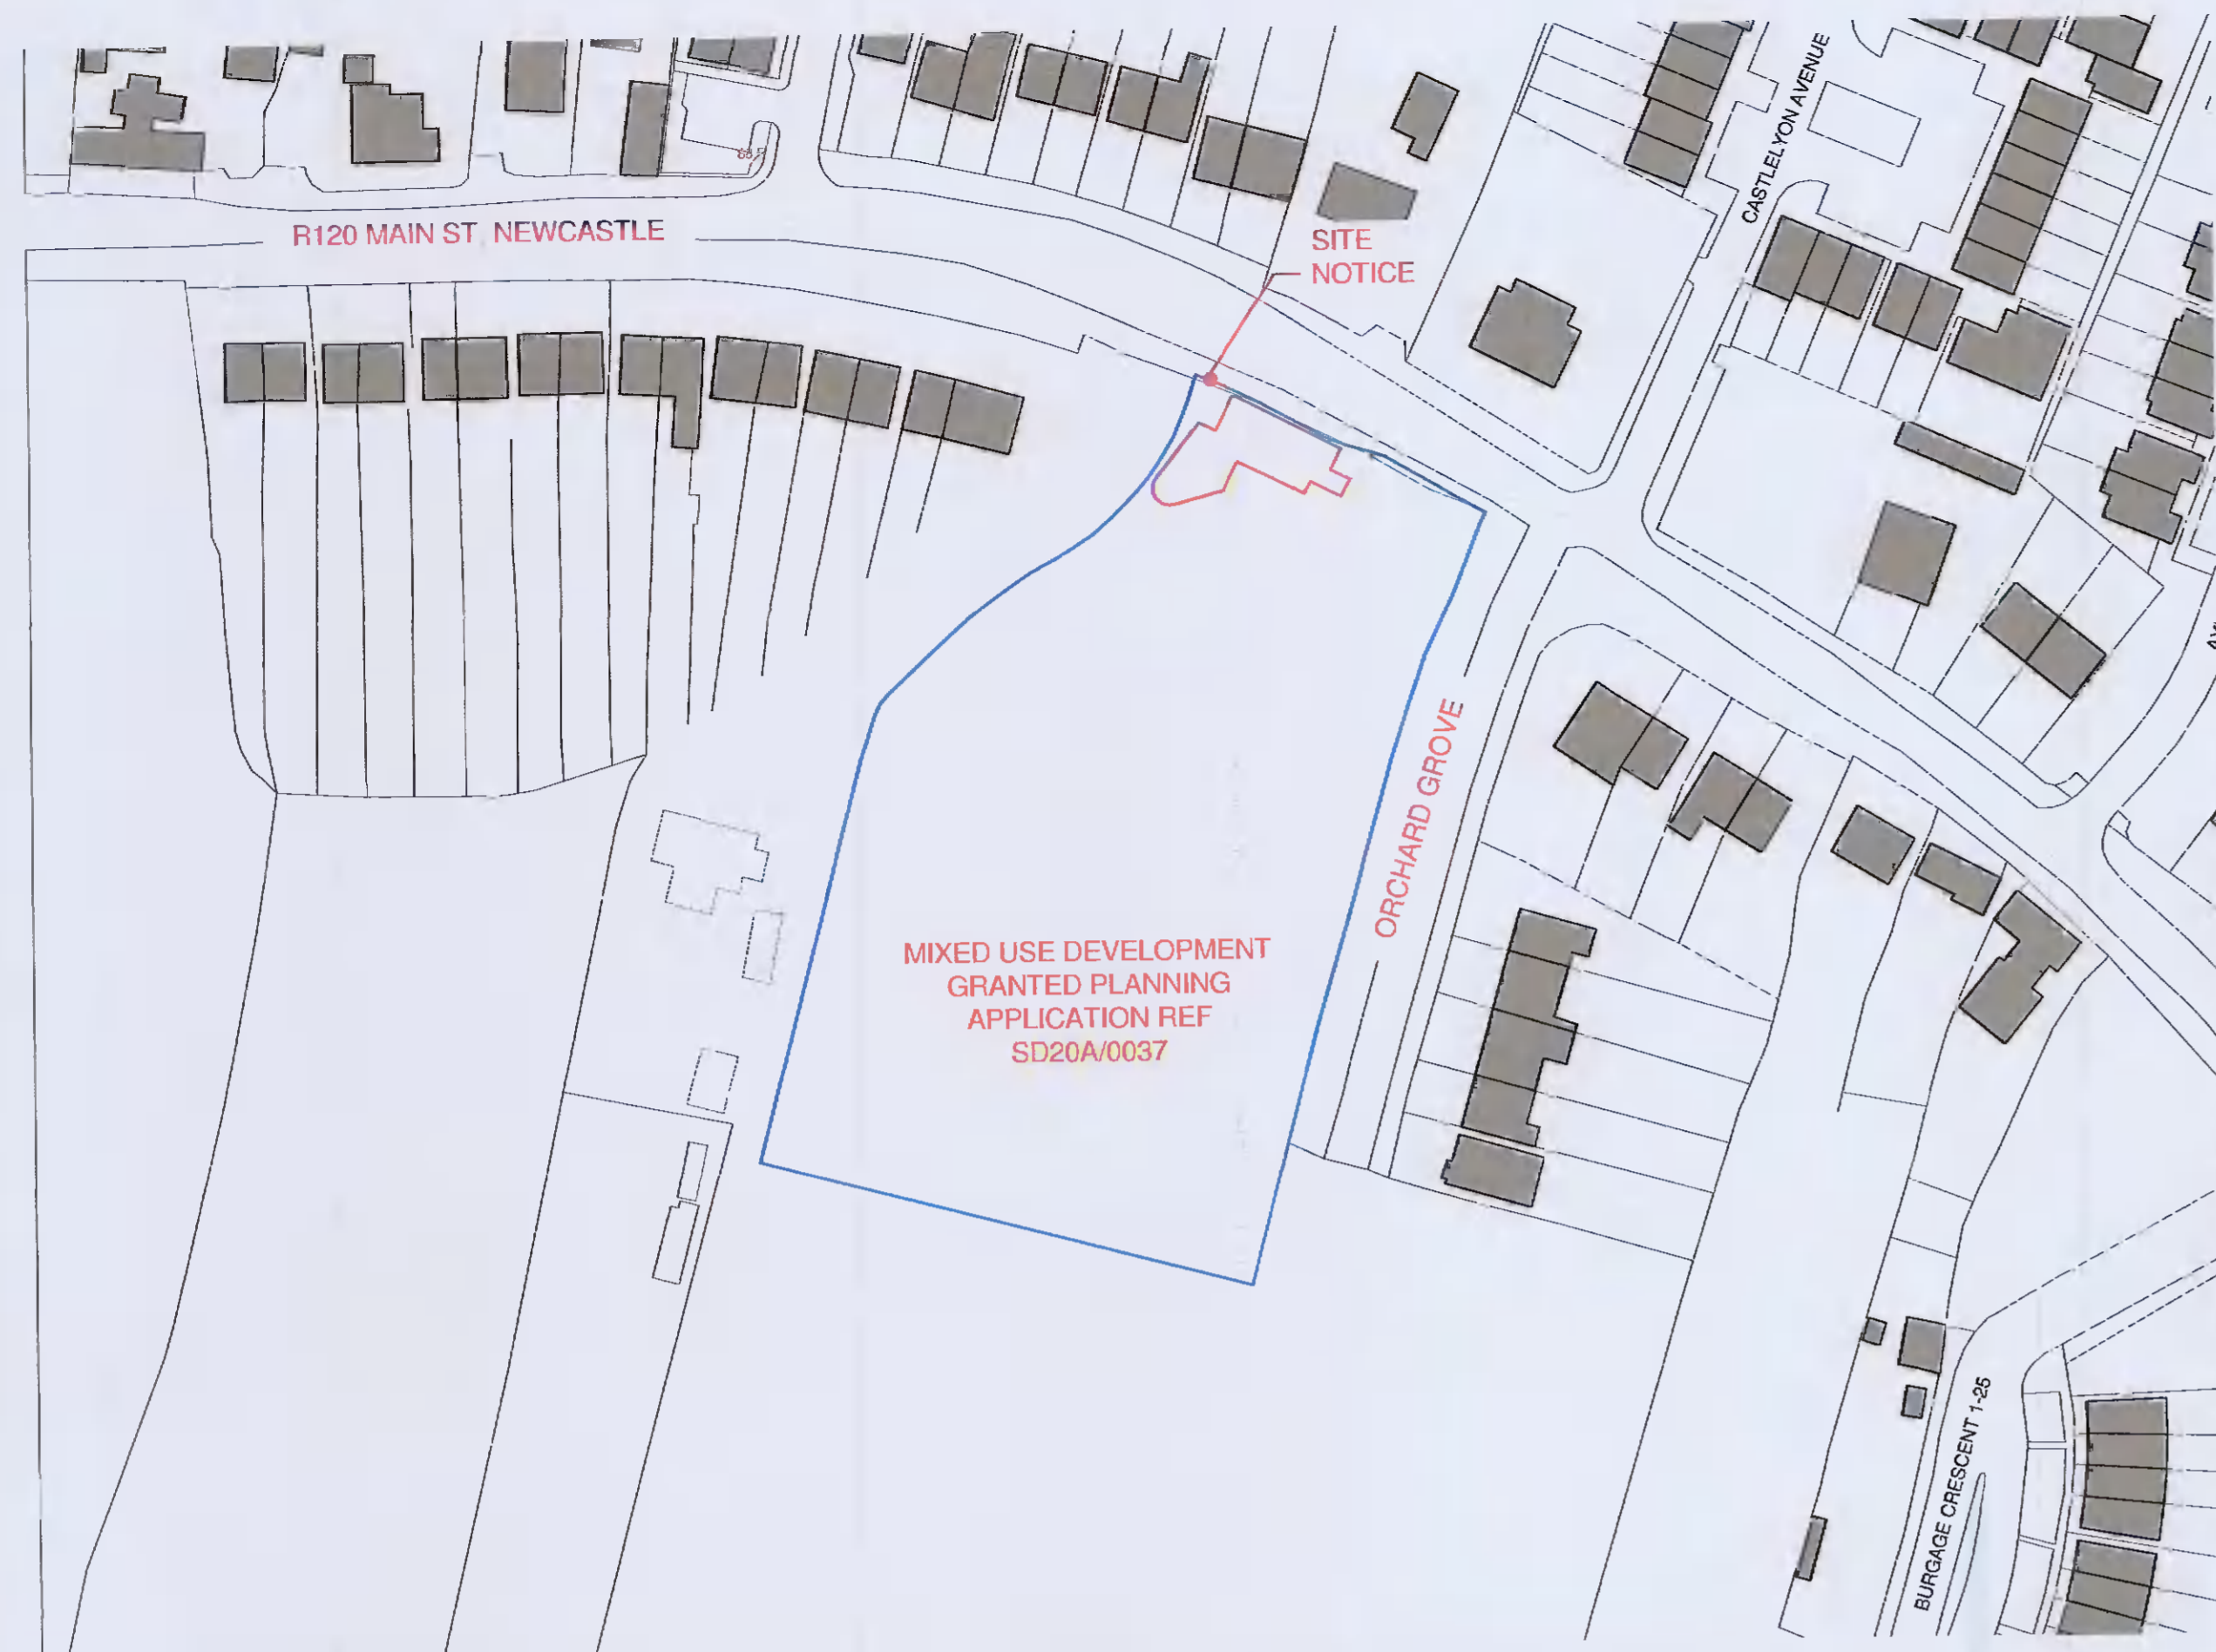 CASTLELYON AVENUE
R120 MAIN ST, NEWCASTLE
SITE
NOTICE
ORCHARD GROVE
MIXED USE DEVELOPMENT
GRANTED PLANNING
APPLICATION REF
SD20A/0037
BURGAGE CRESCENT 1-25